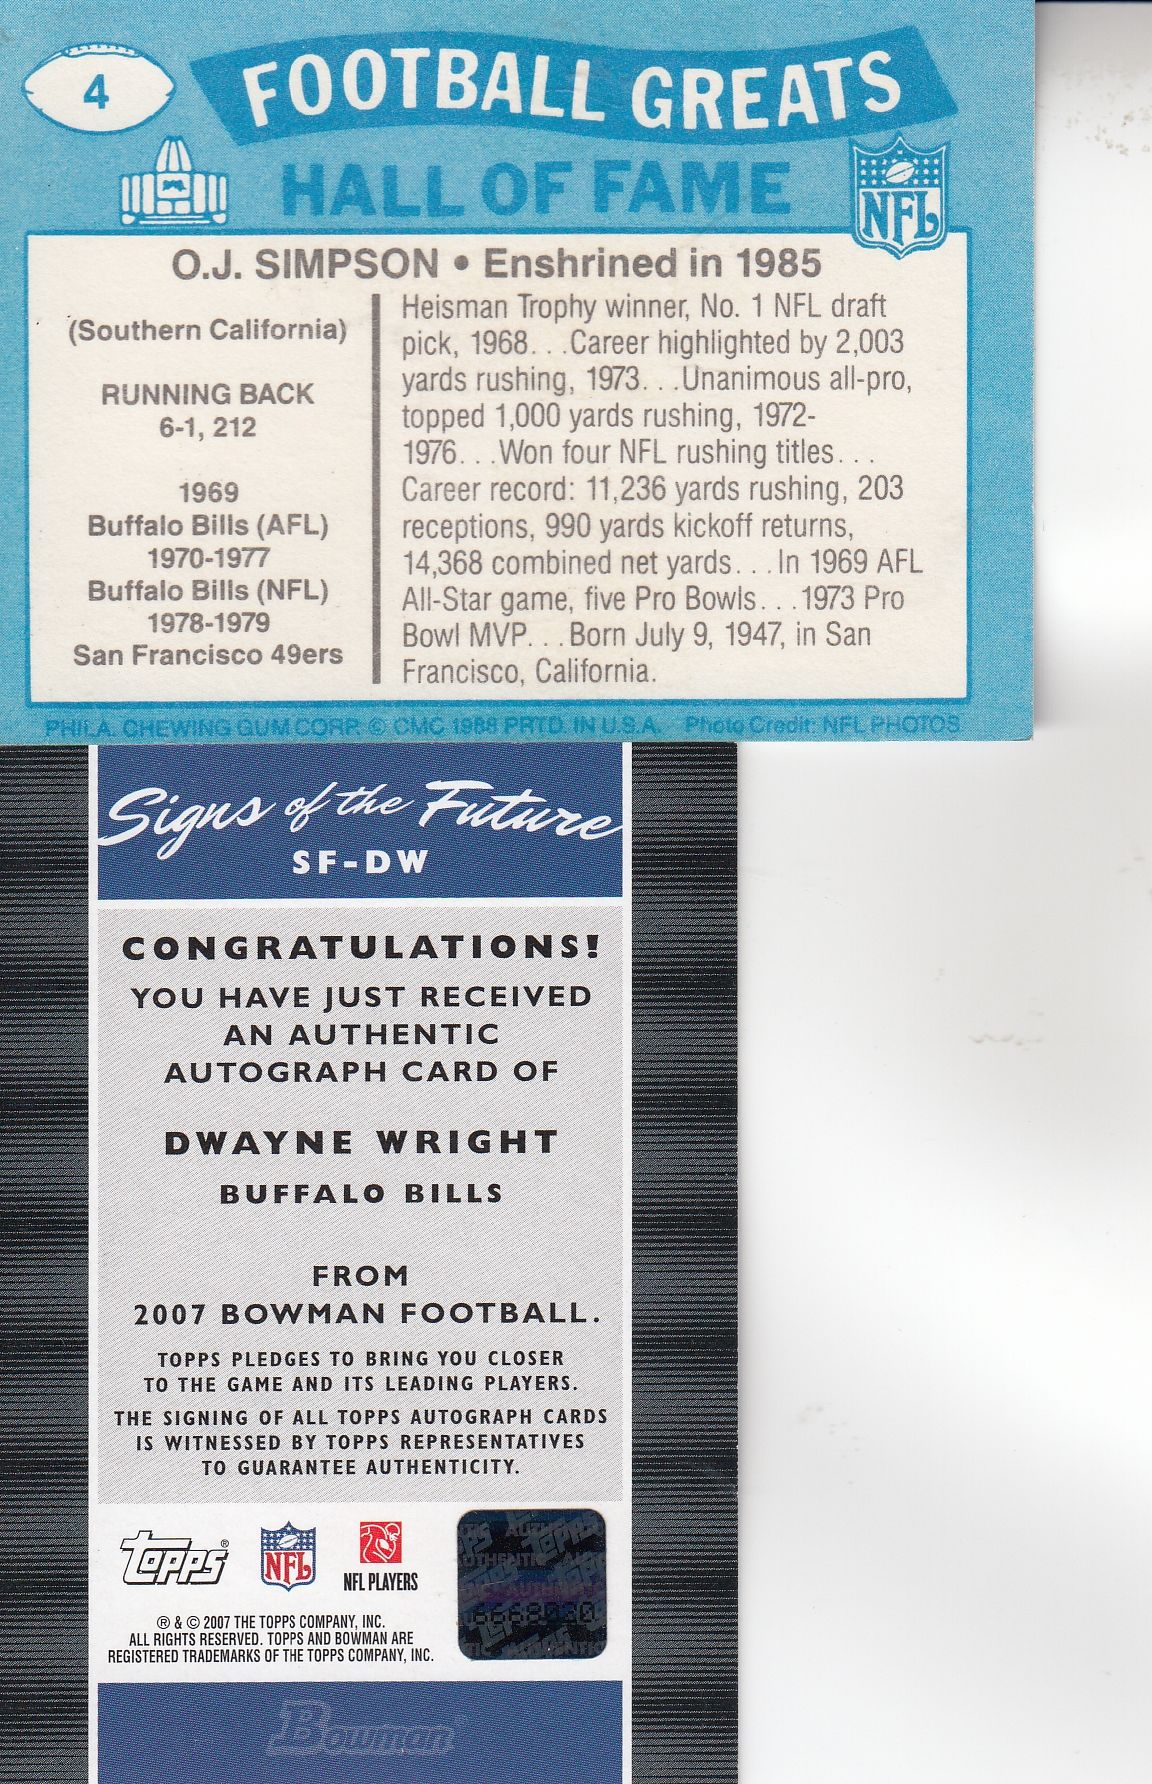 4
FOOTBALL GREATS
HALL OF FAME
NFL
O.J. SIMPSON • Enshrined in 1985
(Southern California)
RUNNING BACK
6-1, 212
1969
Buffalo Bills (AFL)
1970-1977
Buffalo Bills (NFL)
1978-1979
San Francisco 49ers
Heisman Trophy winner, No. 1 NFL draft
pick, 1968. . .Career highlighted by 2,003
yards rushing, 1973. . .Unanimous all-pro,
topped 1,000 yards rushing, 1972-
1976. . .Won four NFL rushing titles. . .
Career record: 11,236 yards rushing, 203
receptions, 990 yards kickoff returns,
14,368 combined net yards. . .In 1969 AFL
All-Star game, five Pro Bowls. . .1973 Pro
Bowl MVP. . .Born July 9, 1947, in San
Francisco, California.
PHILA. CHEWING GUM CORP. © CMC 1988 PRTD. IN U.S.A. Photo Credit: NFL PHOTOS
Signs of the Future
SF-DW
CONGRATULATIONS!
YOU HAVE JUST RECEIVED
AN AUTHENTIC
AUTOGRAPH CARD OF
DWAYNE WRIGHT
BUFFALO BILLS
FROM
2007 BOWMAN FOOTBALL.
TOPPS PLEDGES TO BRING YOU CLOSER
TO THE GAME AND ITS LEADING PLAYERS.
THE SIGNING OF ALL TOPPS AUTOGRAPH CARDS
IS WITNESSED BY TOPPS REPRESENTATIVES
TO GUARANTEE AUTHENTICITY.
Topps®
NFL
NFL PLAYERS
® & © 2007 THE TOPPS COMPANY, INC.
ALL RIGHTS RESERVED. TOPPS AND BOWMAN ARE
REGISTERED TRADEMARKS OF THE TOPPS COMPANY, INC.
Bowman